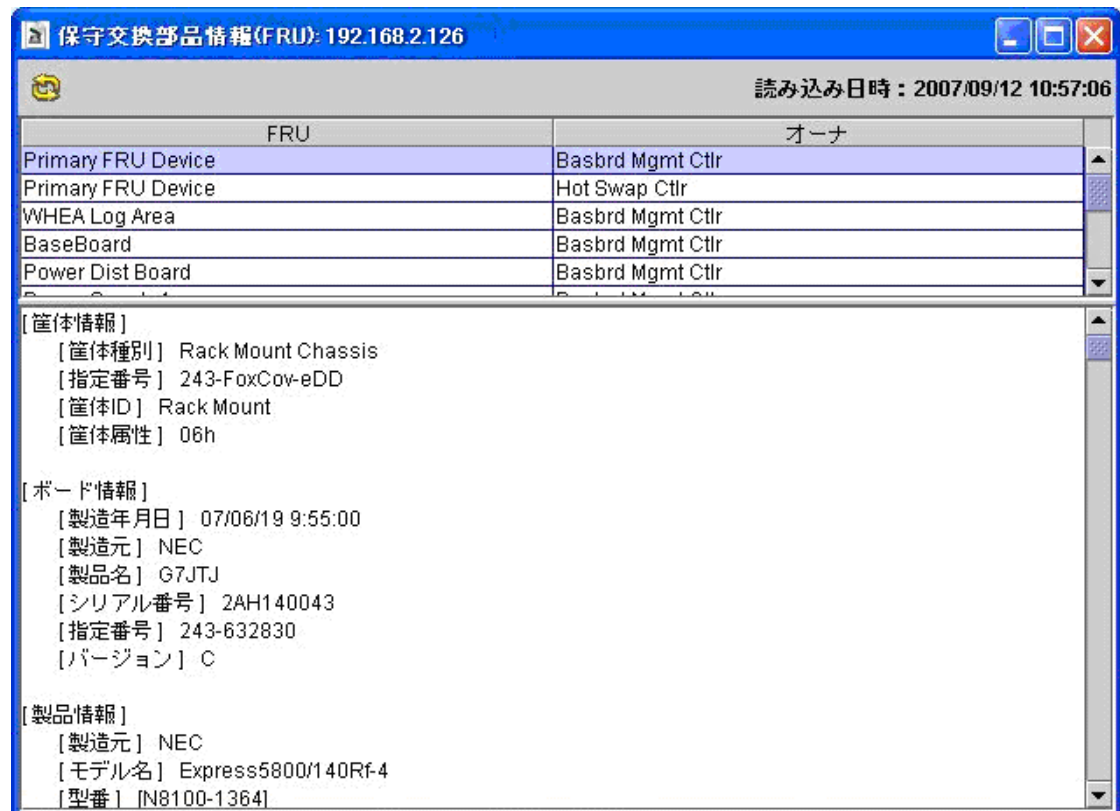 保守交換部品情報(FRU): 192.168.2.126
読み込み日時：2007/09/12 10:57:06
FRU オーナ
Primary FRU Device Basbrd Mgmt Ctlr
Primary FRU Device Hot Swap Ctlr
WHEA Log Area Basbrd Mgmt Ctlr
BaseBoard Basbrd Mgmt Ctlr
Power Dist Board Basbrd Mgmt Ctlr
[筐体情報]
[筐体種別] Rack Mount Chassis
[指定番号] 243-FoxCov-eDD
[筐体ID] Rack Mount
[筐体属性] 06h
[ボード情報]
[製造年月日] 07/06/19 9:55:00
[製造元] NEC
[製品名] G7JTJ
[シリアル番号] 2AH140043
[指定番号] 243-632830
[バージョン] C
[製品情報]
[製造元] NEC
[モデル名] Express5800/140Rf-4
[型番] [N8100-1364]